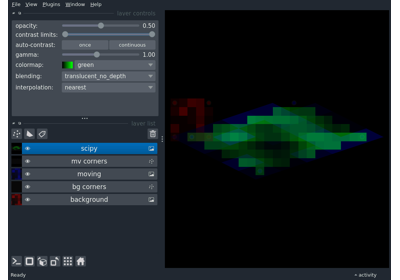 File View Plugins Window Help
layer controls
opacity: 0.50
contrast limits:
auto-contrast: once continuous
gamma: 1.00
colormap: green
blending: translucent_no_depth
interpolation: nearest
layer list
scipy
mv corners
moving
bg corners
background
Ready
activity